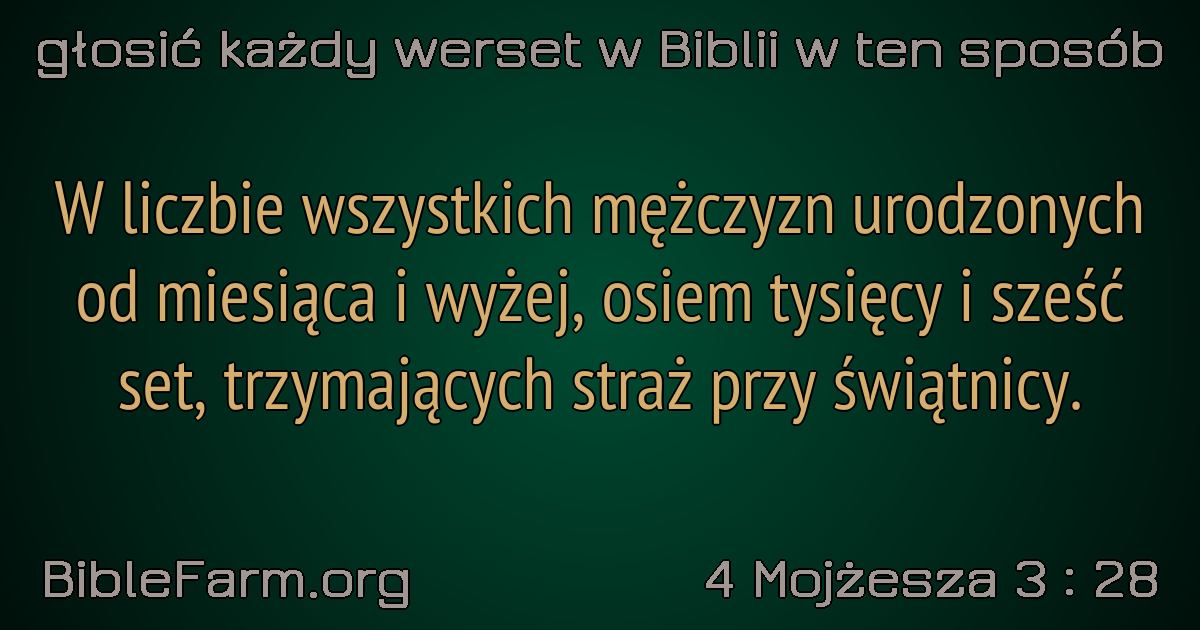 głosić każdy werset w Biblii w ten sposób
W liczbie wszystkich mężczyzn urodzonych
od miesiąca i wyżej, osiem tysięcy i sześć
set, trzymających straż przy świątnicy.
BibleFarm.org
4 Mojżesza 3 : 28